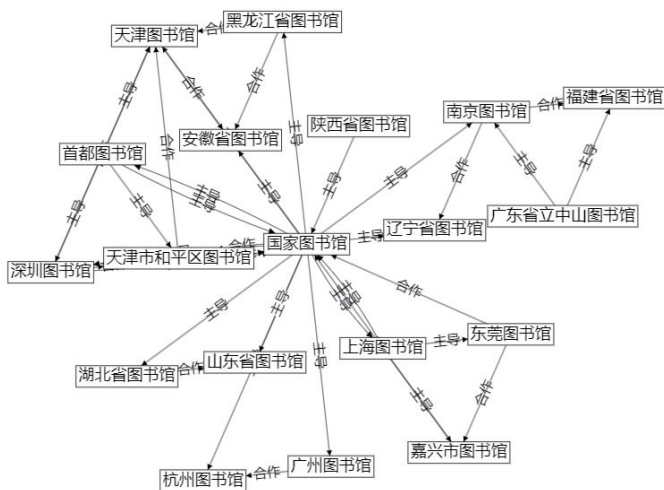 黑龙江省图书馆
天津图书馆
合作
合作
合作
福建省图书馆
主导
南京图书馆
合作
陕西省图书馆
安徽省图书馆
主导
合作
首都图书馆
主导
主导
合作
主导
主导
广东省立中山图书馆
主导
主导
主导
主导
主导
辽宁省图书馆
主导
国家图书馆
主导
合作
天津市和平区图书馆
深圳图书馆
合作
主导
主导
主导
主导
主导
主导
东莞图书馆
上海图书馆
主导
山东省图书馆
合作
湖北省图书馆
主导
合作
嘉兴市图书馆
广州图书馆
合作
杭州图书馆